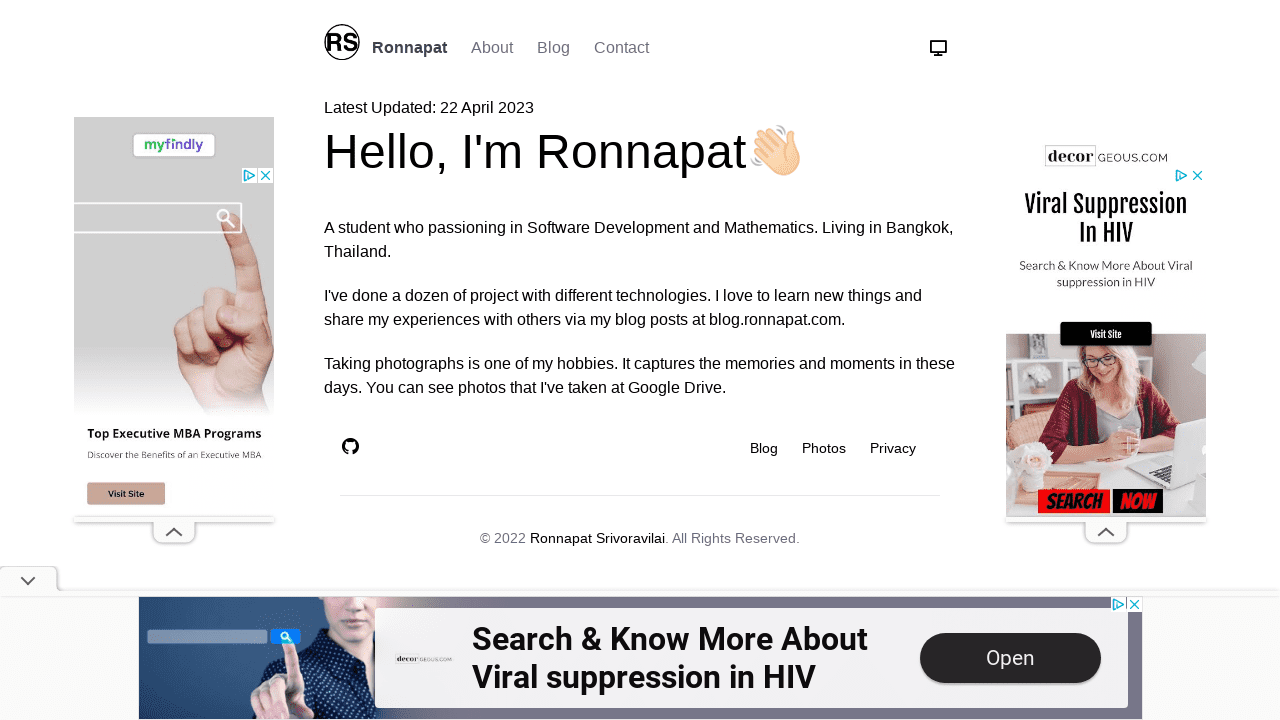 RS Ronnapat About Blog Contact
Latest Updated: 22 April 2023
Hello, I'm Ronnapat👋🏻
A student who passioning in Software Development and Mathematics. Living in Bangkok,
Thailand.
I've done a dozen of project with different technologies. I love to learn new things and
share my experiences with others via my blog posts at blog.ronnapat.com.
Taking photographs is one of my hobbies. It captures the memories and moments in these
days. You can see photos that I've taken at Google Drive.
Blog Photos Privacy
© 2022 Ronnapat Srivoravilai. All Rights Reserved.
myfindly
Top Executive MBA Programs
Discover the Benefits of an Executive MBA
Visit Site
decorGEOUS.COM
Viral Suppression
In HIV
Search & Know More About Viral
suppression in HIV
Visit Site
SEARCH NOW
decorGEOUS.COM
Search & Know More About
Viral suppression in HIV
Open